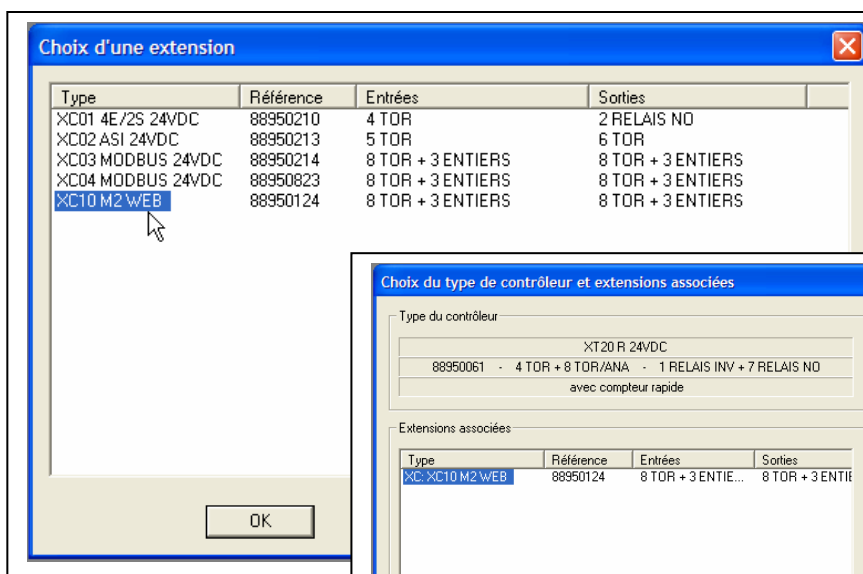 Choix d'une extension
Type Référence Entrées Sorties
XC01 4E/2S 24VDC 88950210 4 TOR 2 RELAIS NO
XC02 ASI 24VDC 88950213 5 TOR 6 TOR
XC03 MODBUS 24VDC 88950214 8 TOR + 3 ENTIERS 8 TOR + 3 ENTIERS
XC04 MODBUS 24VDC 88950823 8 TOR + 3 ENTIERS 8 TOR + 3 ENTIERS
XC10 M2 WEB 88950124 8 TOR + 3 ENTIERS 8 TOR + 3 ENTIERS
OK
Choix du type de contrôleur et extensions associées
Type du contrôleur
XT20 R 24VDC
88950061 - 4 TOR + 8 TOR/ANA - 1 RELAIS INV + 7 RELAIS NO
avec compteur rapide
Extensions associées
Type Référence Entrées Sorties
XC: XC10 M2 WEB 88950124 8 TOR + 3 ENTIE... 8 TOR + 3 ENTIE